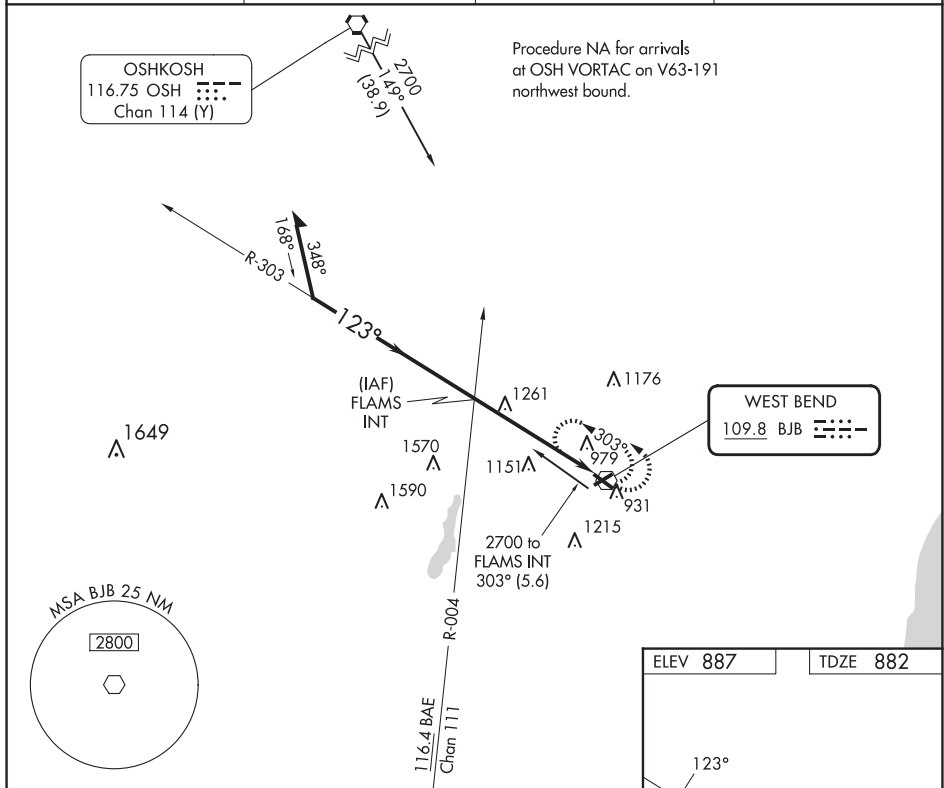 OSHKOSH
116.75 OSH
Chan 114 (Y)
2700
149°
(38.9)
Procedure NA for arrivals
at OSH VORTAC on V63-191
northwest bound.
R-303
168°
348°
123°
(IAF)
FLAMS
INT
1261
1176
1649
1570
1590
1151
303°
979
931
1215
WEST BEND
109.8 BJB
2700 to
FLAMS INT
303° (5.6)
MSA BJB 25 NM
2800
R-004
116.4 BAE
Chan 111
ELEV 887
TDZE 882
123°